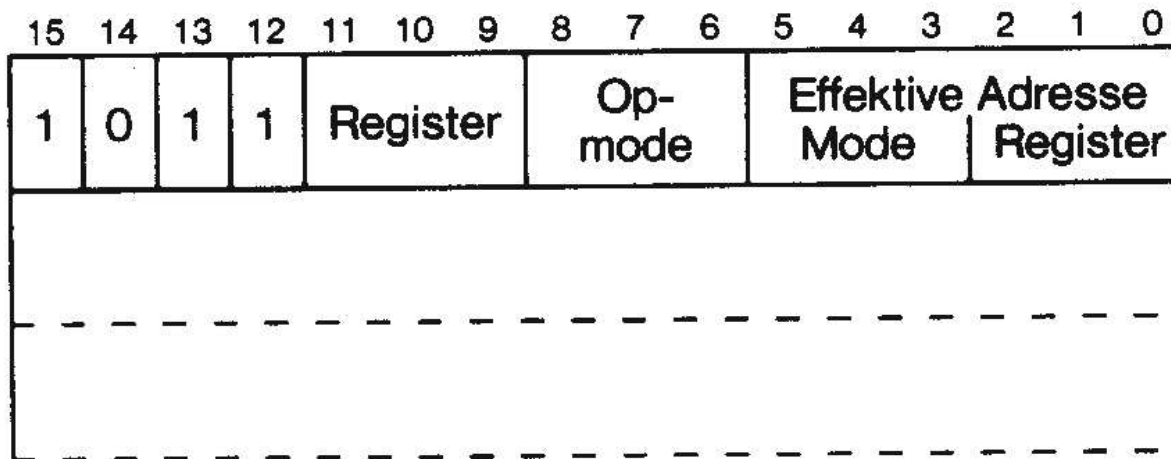 15 14 13 12 11 10 9 8 7 6 5 4 3 2 1 0
1 0 1 1 Register Op- Effektive Adresse
mode Mode Register